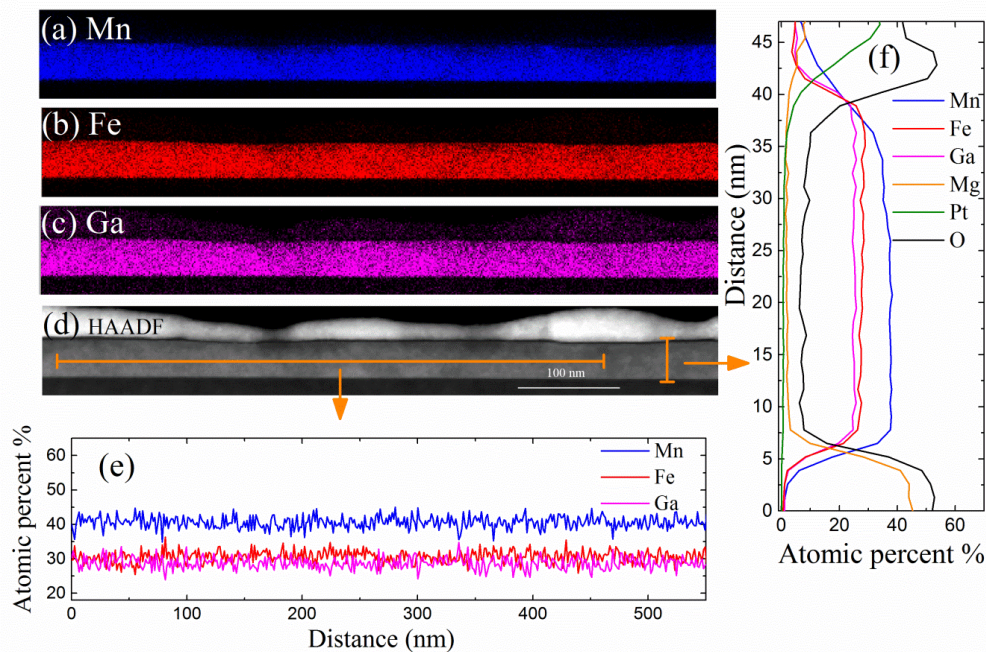 (a) Mn
(b) Fe
(c) Ga
(d) HAADF
100 nm
(e)
Mn
Fe
Ga
60
50
40
30
20
Atomic percent %
0
100
200
300
400
500
Distance (nm)
(f)
Mn
Fe
Ga
Mg
Pt
O
45
40
35
30
25
20
15
10
5
0
Distance (nm)
0
20
40
60
Atomic percent %